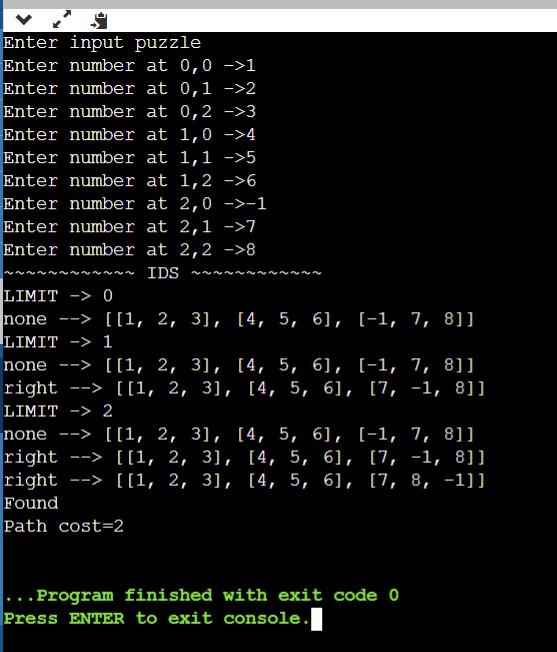 Enter input puzzle
Enter number at 0,0 ->1
Enter number at 0,1 ->2
Enter number at 0,2 ->3
Enter number at 1,0 ->4
Enter number at 1,1 ->5
Enter number at 1,2 ->6
Enter number at 2,0 ->-1
Enter number at 2,1 ->7
Enter number at 2,2 ->8
~~~~~~~~~~~~ IDS ~~~~~~~~~~~~
LIMIT -> 0
none --> [[1, 2, 3], [4, 5, 6], [-1, 7, 8]]
LIMIT -> 1
none --> [[1, 2, 3], [4, 5, 6], [-1, 7, 8]]
right --> [[1, 2, 3], [4, 5, 6], [7, -1, 8]]
LIMIT -> 2
none --> [[1, 2, 3], [4, 5, 6], [-1, 7, 8]]
right --> [[1, 2, 3], [4, 5, 6], [7, -1, 8]]
right --> [[1, 2, 3], [4, 5, 6], [7, 8, -1]]
Found
Path cost=2
...Program finished with exit code 0
Press ENTER to exit console.